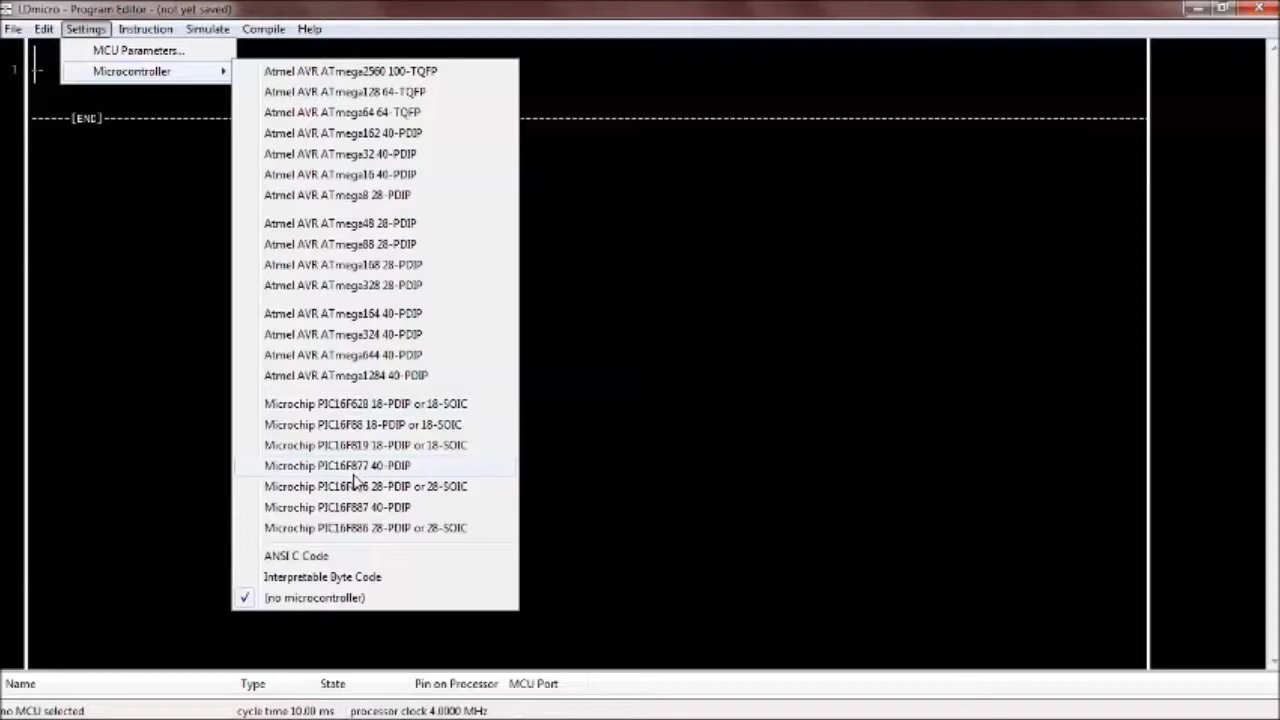 LDmicro - Program Editor - (not yet saved)
File Edit Settings Instruction Simulate Compile Help
MCU Parameters...
Microcontroller
1
[END]
Atmel AVR ATmega2560 100-TQFP
Atmel AVR ATmega128 64-TQFP
Atmel AVR ATmega64 64-TQFP
Atmel AVR ATmega162 40-PDIP
Atmel AVR ATmega32 40-PDIP
Atmel AVR ATmega16 40-PDIP
Atmel AVR ATmega8 28-PDIP
Atmel AVR ATmega48 28-PDIP
Atmel AVR ATmega88 28-PDIP
Atmel AVR ATmega168 28-PDIP
Atmel AVR ATmega328 28-PDIP
Atmel AVR ATmega164 40-PDIP
Atmel AVR ATmega324 40-PDIP
Atmel AVR ATmega644 40-PDIP
Atmel AVR ATmega1284 40-PDIP
Microchip PIC16F628 18-PDIP or 18-SOIC
Microchip PIC16F88 18-PDIP or 18-SOIC
Microchip PIC16F819 18-PDIP or 18-SOIC
Microchip PIC16F877 40-PDIP
Microchip 28-PDIP or 28-SOIC
Microchip PIC16F887 40-PDIP
Microchip PIC16F886 28-PDIP or 28-SOIC
ANSI C Code
Interpretable Byte Code
(no microcontroller)
Name Type State Pin on Processor MCU Port
no MCU selected cycle time 10.00 ms processor clock 4.0000 MHz